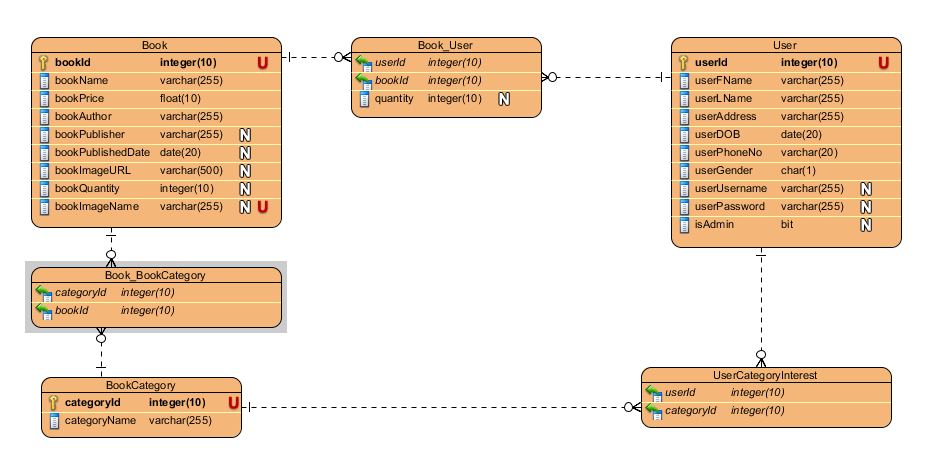 Book
bookId integer(10) U
bookName varchar(255)
bookPrice float(10)
bookAuthor varchar(255)
bookPublisher varchar(255) N
bookPublishedDate date(20) N
bookImageURL varchar(500) N
bookQuantity integer(10) N
bookImageName varchar(255) N U
Book_User
userId integer(10)
bookId integer(10)
quantity integer(10) N
User
userId integer(10) U
userFName varchar(255)
userLName varchar(255)
userAddress varchar(255)
userDOB date(20)
userPhoneNo varchar(20)
userGender char(1)
userUsername varchar(255) N
userPassword varchar(255) N
isAdmin bit N
Book_BookCategory
categoryId integer(10)
bookId integer(10)
BookCategory
categoryId integer(10) U
categoryName varchar(255)
UserCategoryInterest
userId integer(10)
categoryId integer(10)